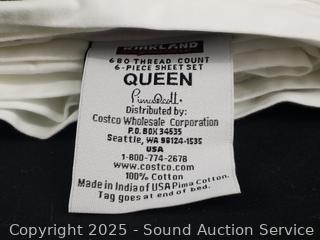 KIRKLAND
680 THREAD COUNT
6-PIECE SHEET SET
QUEEN
PimaCott.
Distributed by:
Costco Wholesale Corporation
P.O. BOX 34535
Seattle, WA 98124-1535
USA
1-800-774-2678
www.costco.com
100% Cotton
Made in India of USA Pima Cotton.
Tag goes at end of bed.
Copyright 2025 - Sound Auction Service